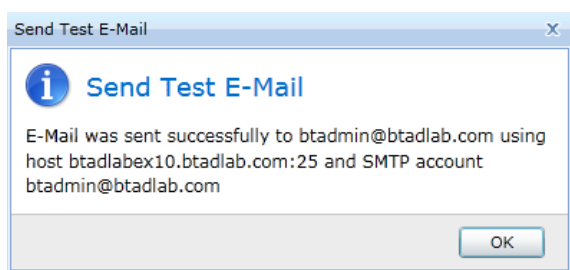 Send Test E-Mail x
Send Test E-Mail
E-Mail was sent successfully to btadmin@btadlab.com using
host btadlabex10.btadlab.com:25 and SMTP account
btadmin@btadlab.com
OK